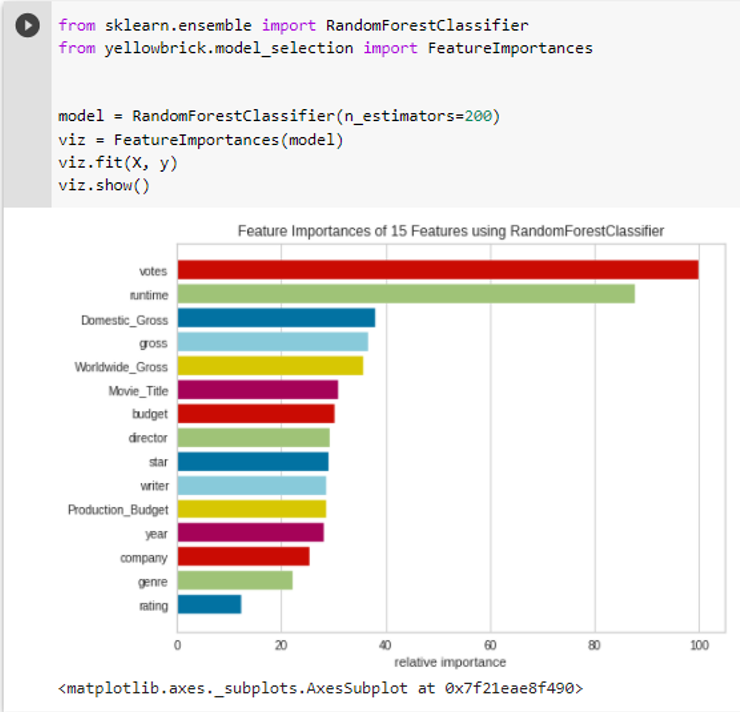 from sklearn.ensemble import RandomForestClassifier
from yellowbrick.model_selection import FeatureImportances
model = RandomForestClassifier(n_estimators=200)
viz = FeatureImportances(model)
viz.fit(X, y)
viz.show()
Feature Importances of 15 Features using RandomForestClassifier
votes
runtime
Domestic_Gross
gross
Worldwide_Gross
Movie_Title
budget
director
star
writer
Production_Budget
year
company
genre
rating
0 20 40 60 80 100
relative importance
<matplotlib.axes._subplots.AxesSubplot at 0x7f21eae8f490>